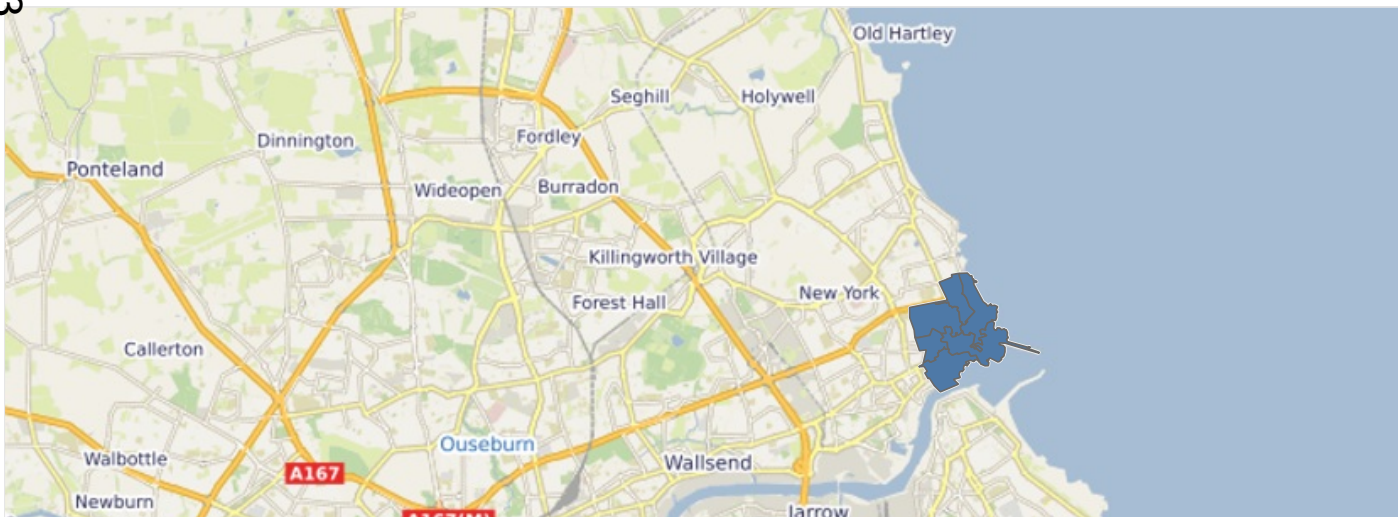 Old Hartley
Seghill
Holywell
Fordley
Dinnington
Ponteland
Wideopen
Burradon
Killingworth Village
New York
Forest Hall
Callerton
Ouseburn
Walbottle
Wallsend
A167
Newburn
A167(M)
Jarrow